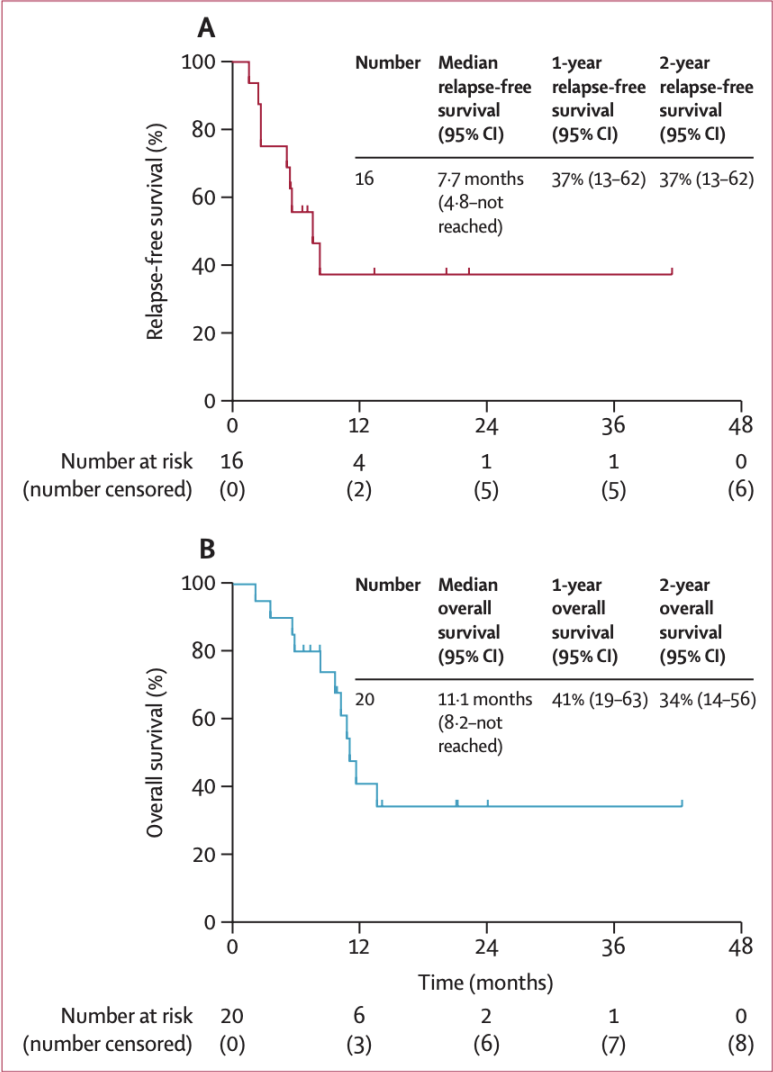 A
Number Median relapse-free survival (95% CI) 1-year relapse-free survival (95% CI) 2-year relapse-free survival (95% CI)
16 7·7 months (4·8–not reached) 37% (13–62) 37% (13–62)
Relapse-free survival (%)
100
80
60
40
20
0
0 12 24 36 48
Number at risk 16 4 1 1 0
(number censored) (0) (2) (5) (5) (6)
B
Number Median overall survival (95% CI) 1-year overall survival (95% CI) 2-year overall survival (95% CI)
20 11·1 months (8·2–not reached) 41% (19–63) 34% (14–56)
Overall survival (%)
100
80
60
40
20
0
0 12 24 36 48
Time (months)
Number at risk 20 6 2 1 0
(number censored) (0) (3) (6) (7) (8)